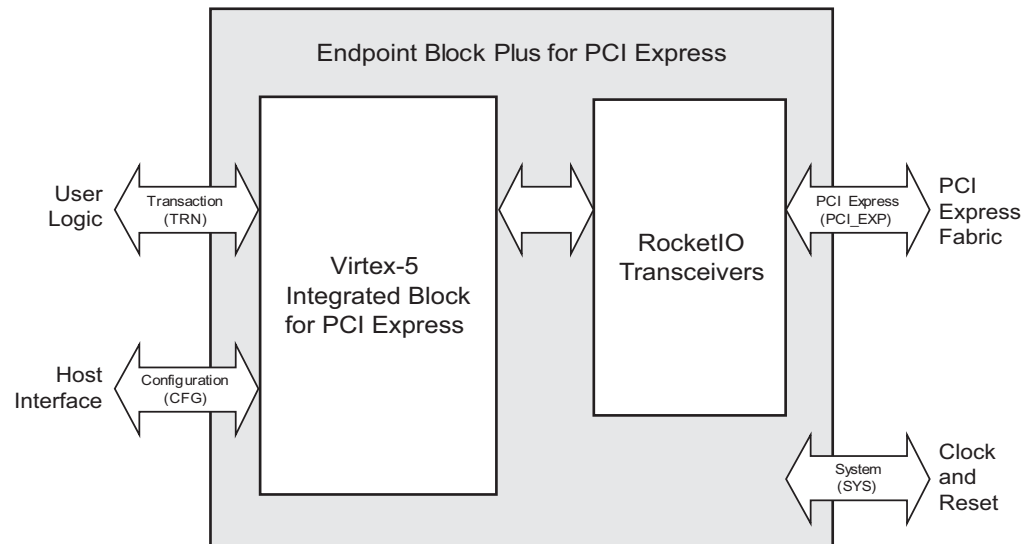 Endpoint Block Plus for PCI Express
User
Logic
Transaction
(TRN)
Virtex-5
Integrated Block
for PCI Express
RocketIO
Transceivers
PCI Express
(PCI_EXP)
PCI
Express
Fabric
Host
Interface
Configuration
(CFG)
System
(SYS)
Clock
and
Reset